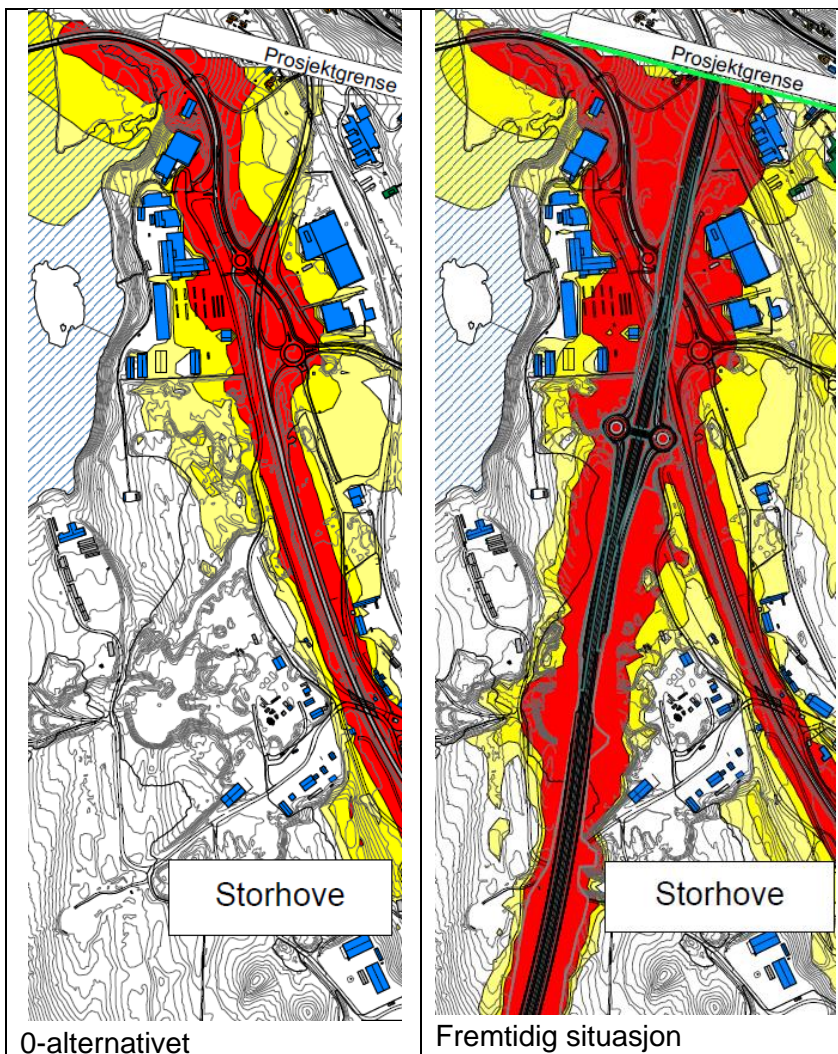 Prosjektgrense
Storhove
0-alternativet
Prosjektgrense
Storhove
Fremtidig situasjon